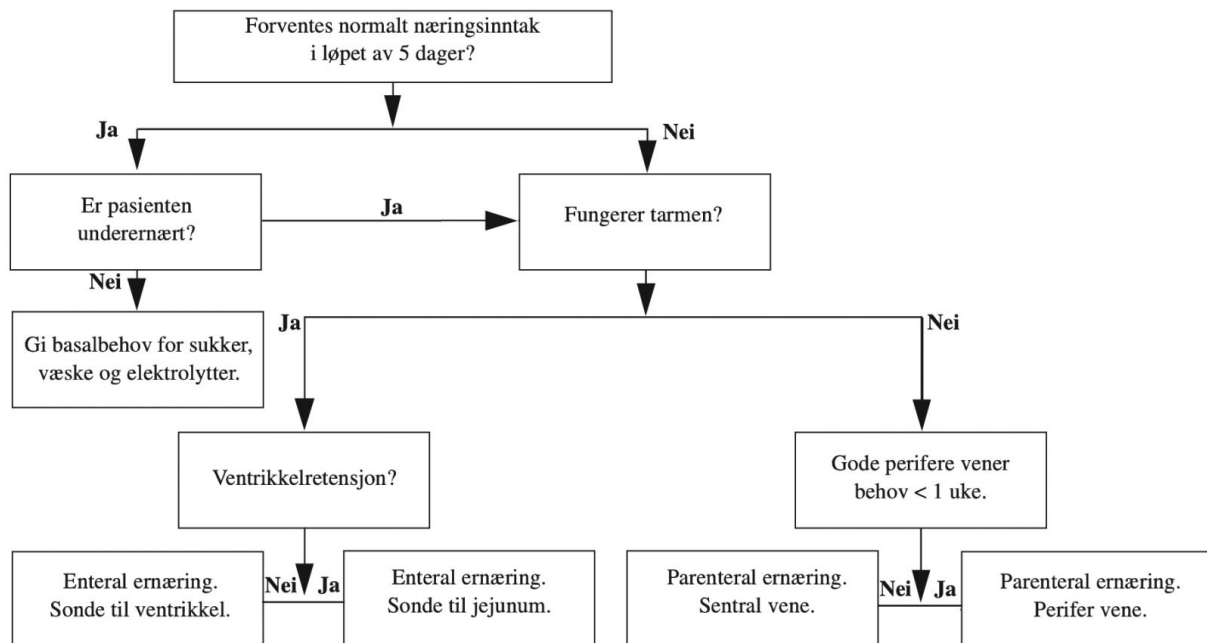 Forventes normalt næringsinntak
i løpet av 5 dager?
Ja
Nei
Er pasienten
underernært?
Ja
Fungerer tarmen?
Nei
Gi basalbehov for sukker,
væske og elektrolytter.
Ja
Nei
Ventrikkelretensjon?
Gode perifere vener
behov < 1 uke.
Enteral ernæring.
Sonde til ventrikkel.
Nei
Ja
Enteral ernæring.
Sonde til jejunum.
Parenteral ernæring.
Sentral vene.
Nei
Ja
Parenteral ernæring.
Perifer vene.